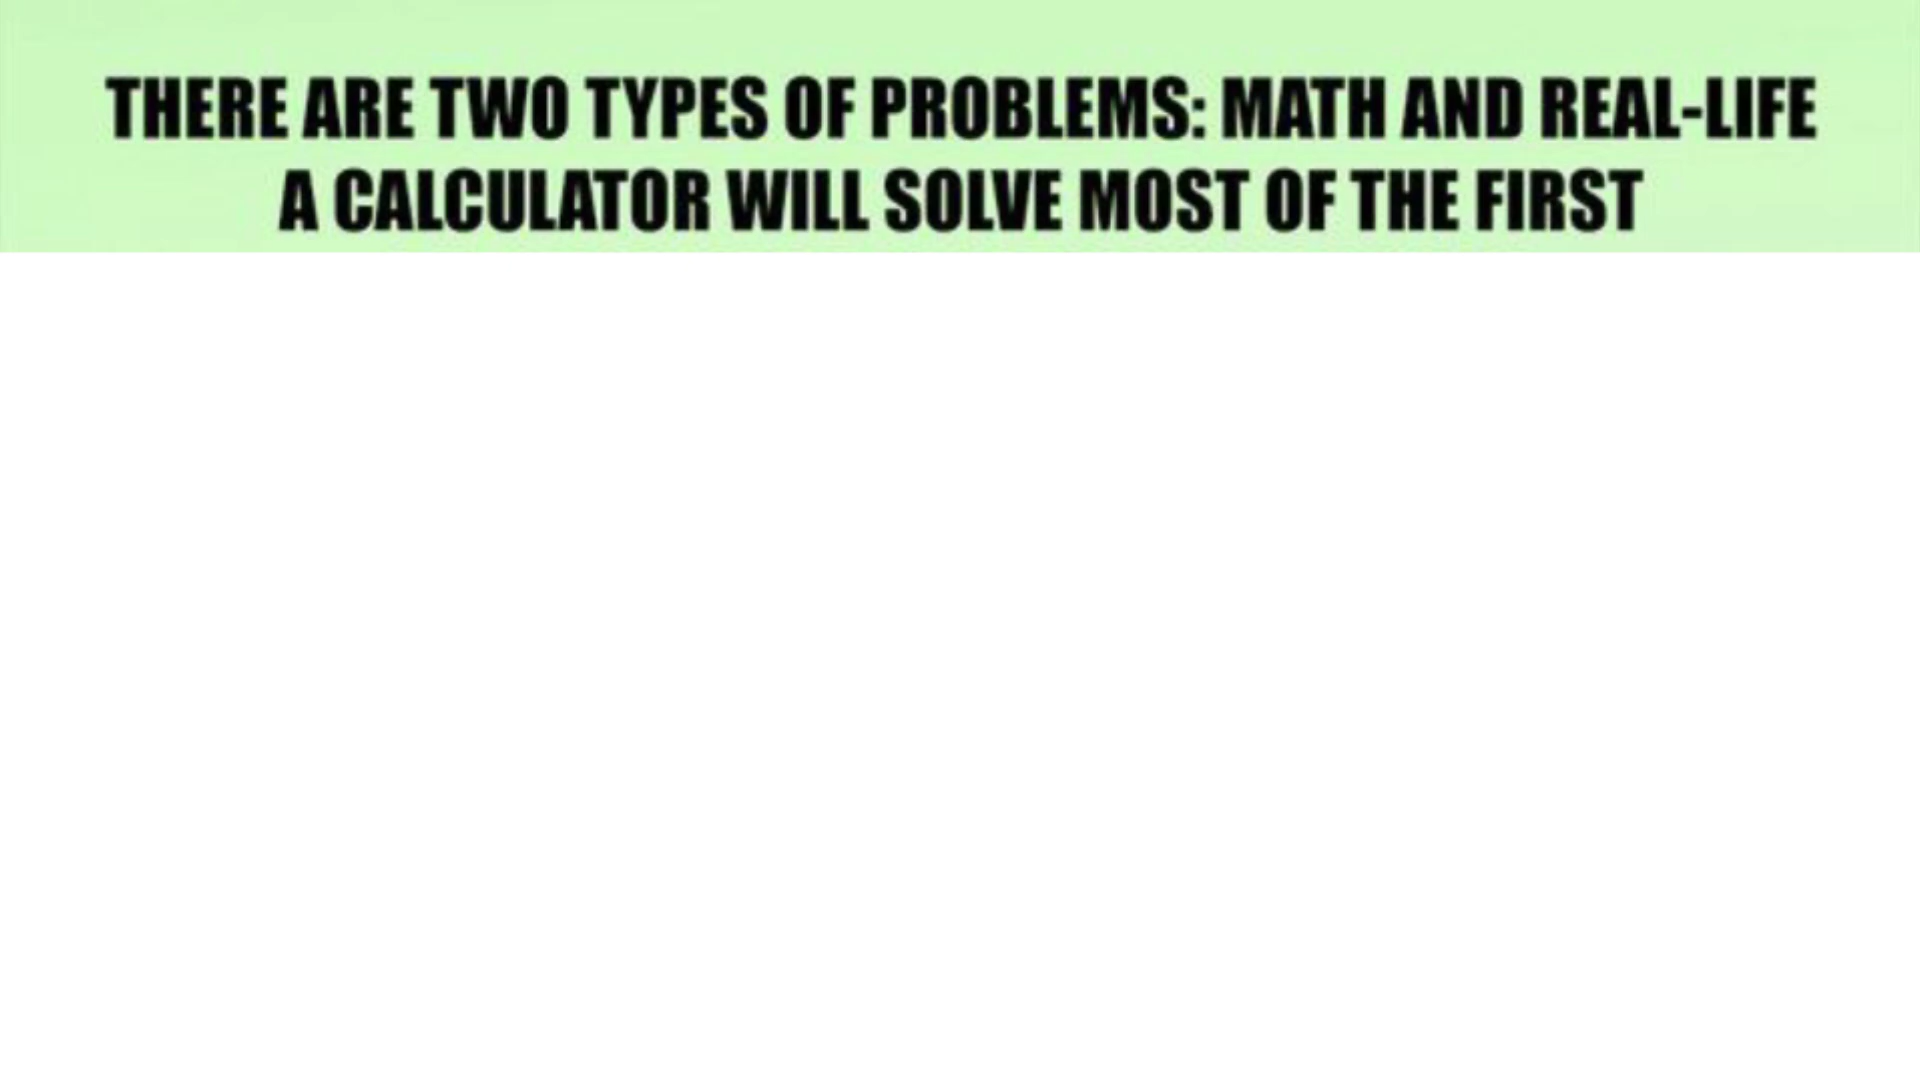 THERE ARE TWO TYPES OF PROBLEMS: MATH AND REAL-LIFE
A CALCULATOR WILL SOLVE MOST OF THE FIRST